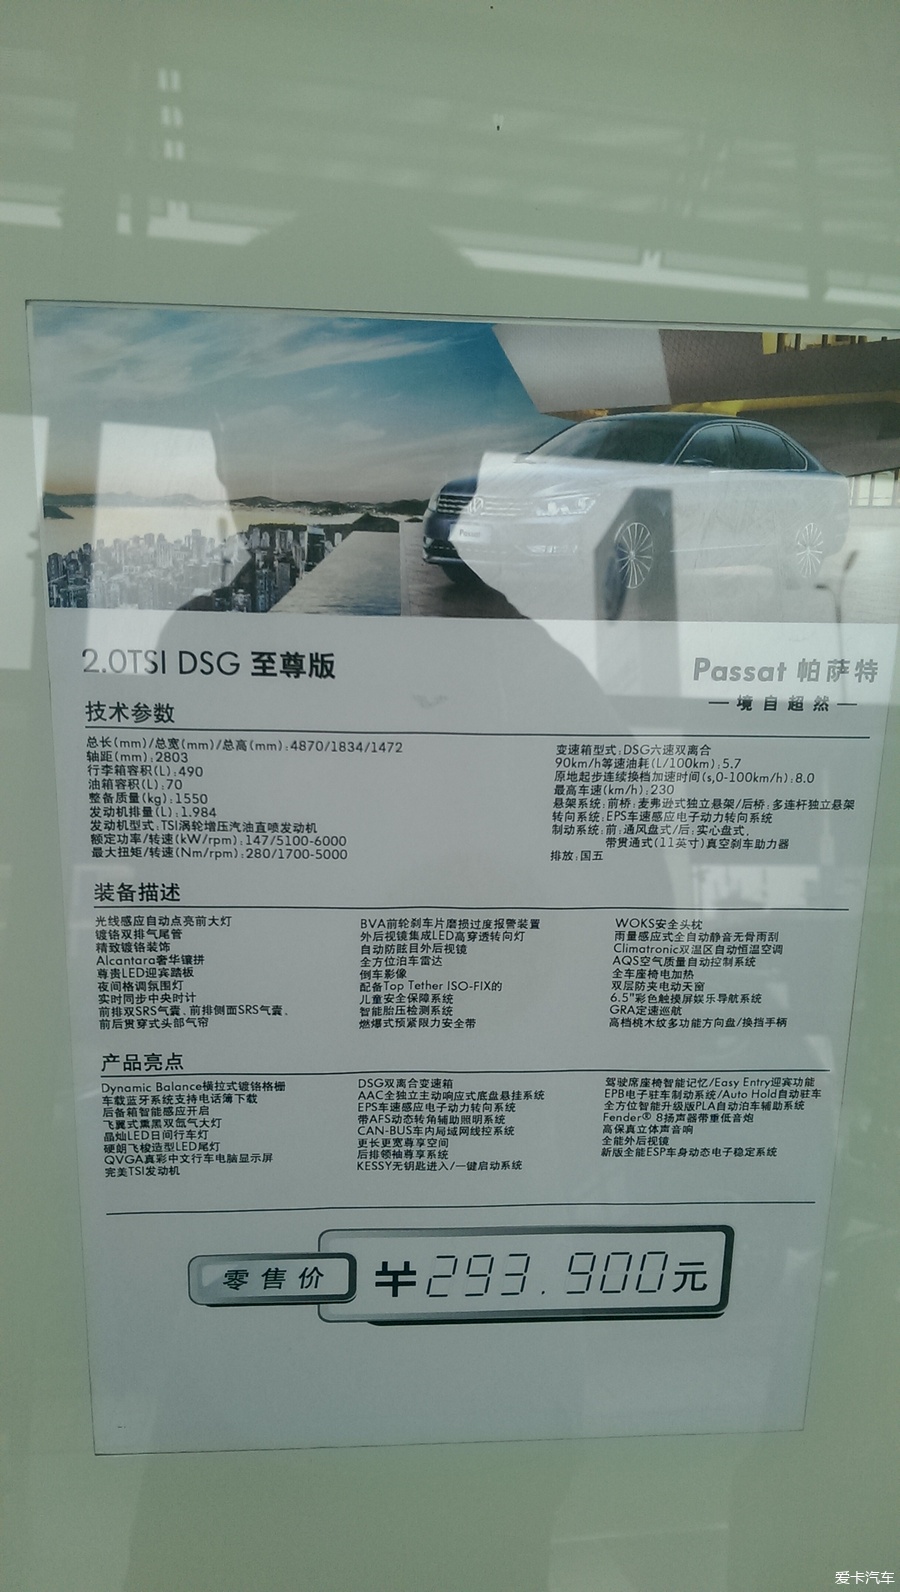 2.0TSI DSG 至尊版
Passat 帕萨特
— 境自超然 —
技术参数
总长(mm)/总宽(mm)/总高(mm):4870/1834/1472
轴距(mm):2803
行李箱容积(L):490
油箱容积(L):70
整备质量(kg):1550
发动机排量(L):1.984
发动机型式:TSI涡轮增压汽油直喷发动机
额定功率/转速(kW/rpm):147/5100-6000
最大扭矩/转速(Nm/rpm):280/1700-5000
变速箱型式:DSG六速双离合
90km/h等速油耗(L/100km):5.7
原地起步连续换档加速时间(s,0-100km/h):8.0
最高车速(km/h):230
悬架系统:前桥:麦弗逊式独立悬架/后桥:多连杆独立悬架
转向系统:EPS车速感应电子动力转向系统
制动系统:前:通风盘式/后:实心盘式,
带贯通式(11英寸)真空刹车助力器
排放:国五
装备描述
光线感应自动点亮前大灯
镀铬双排气尾管
精致镀铬装饰
Alcantara奢华镶拼
尊贵LED迎宾踏板
夜间格调氛围灯
实时同步中央时计
前排双SRS气囊、前排侧面SRS气囊、
前后贯穿式头部气帘
BVA前轮刹车片磨损过度报警装置
外后视镜集成LED高穿透转向灯
自动防眩目外后视镜
全方位泊车雷达
倒车影像
配备Top Tether ISO-FIX的
儿童安全保障系统
智能胎压检测系统
燃爆式预紧限力安全带
WOKS安全头枕
雨量感应式全自动静音无骨雨刮
Climatronic双温区自动恒温空调
AQS空气质量自动控制系统
全车座椅电加热
双层防夹电动天窗
6.5"彩色触摸屏娱乐导航系统
GRA定速巡航
高档桃木纹多功能方向盘/换挡手柄
产品亮点
Dynamic Balance横拉式镀铬格栅
车载蓝牙系统支持电话簿下载
后备箱智能感应开启
飞翼式熏黑双氙气大灯
晶灿LED日间行车灯
硬朗飞梭造型LED尾灯
QVGA真彩中文行车电脑显示屏
完美TSI发动机
DSG双离合变速箱
AAC全独立主动响应式底盘悬挂系统
EPS车速感应电子动力转向系统
带AFS动态转角辅助照明系统
CAN-BUS车内局域网线控系统
更长更宽尊享空间
后排领袖尊享系统
KESSY无钥匙进入/一键启动系统
驾驶席座椅智能记忆/Easy Entry迎宾功能
EPB电子驻车制动系统/Auto Hold自动驻车
全方位智能升级版PLA自动泊车辅助系统
Fender® 8扬声器带重低音炮
高保真立体声音响
全能外后视镜
新版全能ESP车身动态电子稳定系统
零售价 ¥293.900元
爱卡汽车